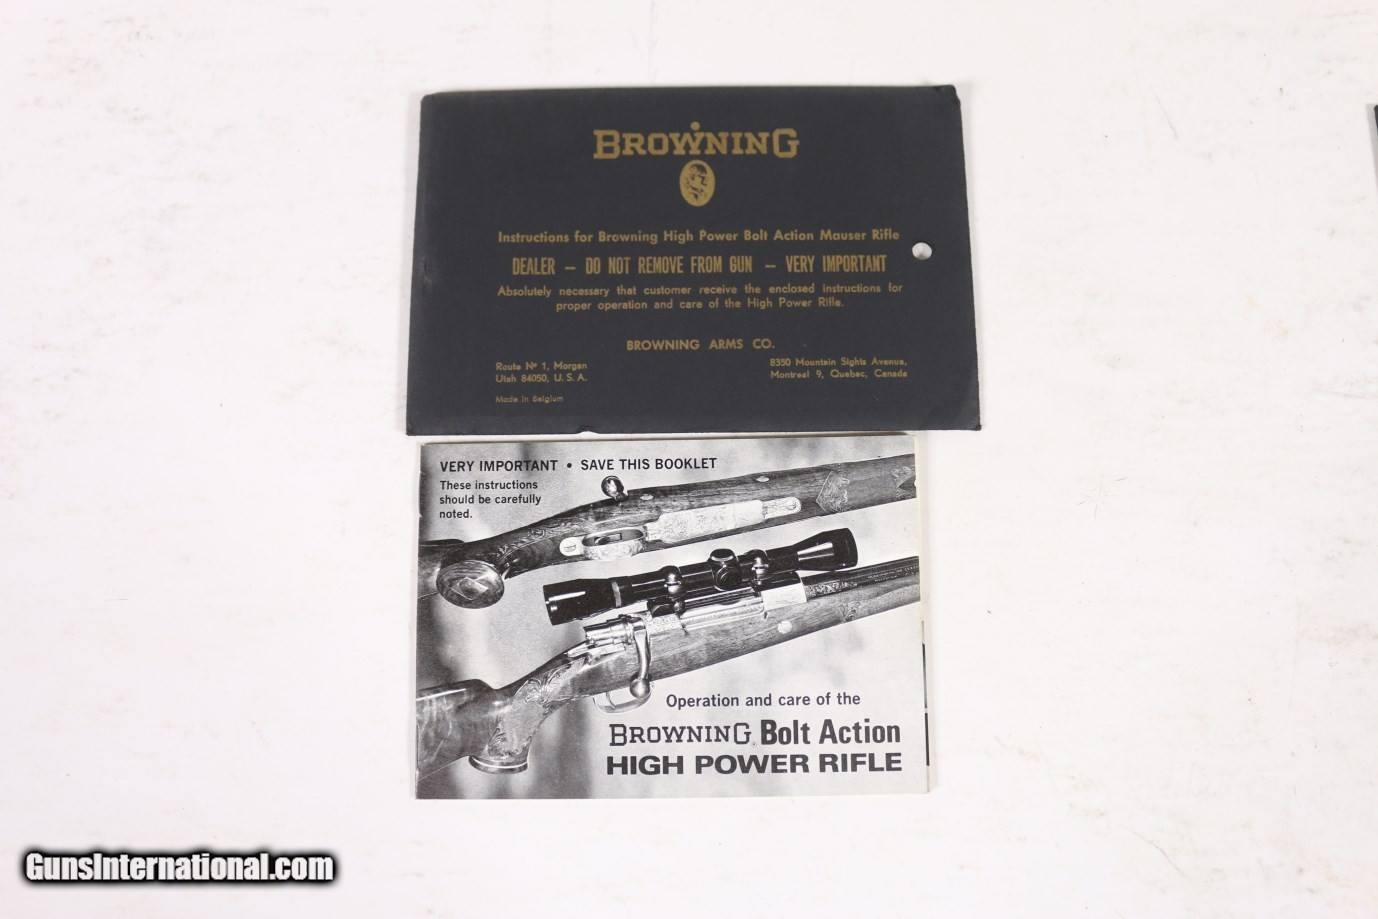 BROWNING
Instructions for Browning High Power Bolt Action Mauser Rifle
DEALER – DO NOT REMOVE FROM GUN – VERY IMPORTANT
Absolutely necessary that customer receive the enclosed instructions for
proper operation and care of the High Power Rifle.
BROWNING ARMS CO.
Route Nº 1, Morgan
Utah 84050, U. S. A.
8350 Mountain Sights Avenue,
Montreal 9, Quebec, Canada
Made in Belgium
VERY IMPORTANT • SAVE THIS BOOKLET
These instructions
should be carefully
noted.
Operation and care of the
BROWNING Bolt Action
HIGH POWER RIFLE
GunsInternational.com